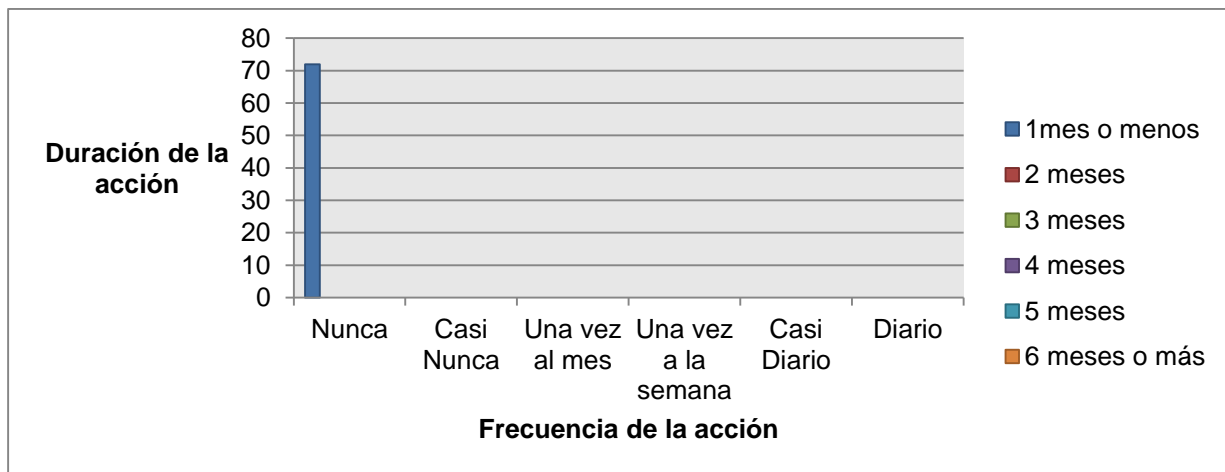 80
70
60
50
40
30
20
10
0
Duración de la
acción
Nunca
Casi
Nunca
Una vez
al mes
Una vez
a la
semana
Casi
Diario
Diario
Frecuencia de la acción
1mes o menos
2 meses
3 meses
4 meses
5 meses
6 meses o más